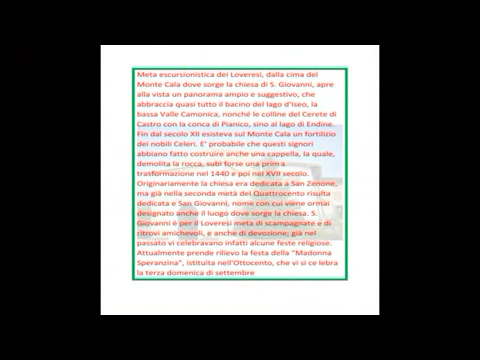 Meta escursionistica dei Loveresi, dalla cima del
Monte Cala dove sorge la chiesa di S. Giovanni, apre
alla vista un panorama ampio e suggestivo, che
abbraccia quasi tutto il bacino del lago d'Iseo, la
bassa Valle Camonica, nonché le colline del Cerete di
Castro con la conca di Pianico, sino al lago di Endine.
Fin dal secolo XII esisteva sul Monte Cala un fortilizio
dei nobili Celeri. E' probabile che questi signori
abbiano fatto costruire anche una cappella, la quale,
demolita la rocca, subì forse una prim a
trasformazione nel 1440 e poi nel XVII secolo.
Originariamente la chiesa era dedicata a San Zenone,
ma già nella seconda metà del Quattrocento risulta
dedicata e San Giovanni, nome con cui viene ormai
designato anche il luogo dove sorge la chiesa. S.
Giovanni è per il Loveresi meta di scampagnate e di
ritrovi amichevoli, e anche di devozione; già nel
passato vi celebravano infatti alcune feste religiose.
Attualmente prende rilievo la festa della "Madonna
Speranzina", istituita nell'Ottocento, che vi si ce lebra
la terza domenica di settembre